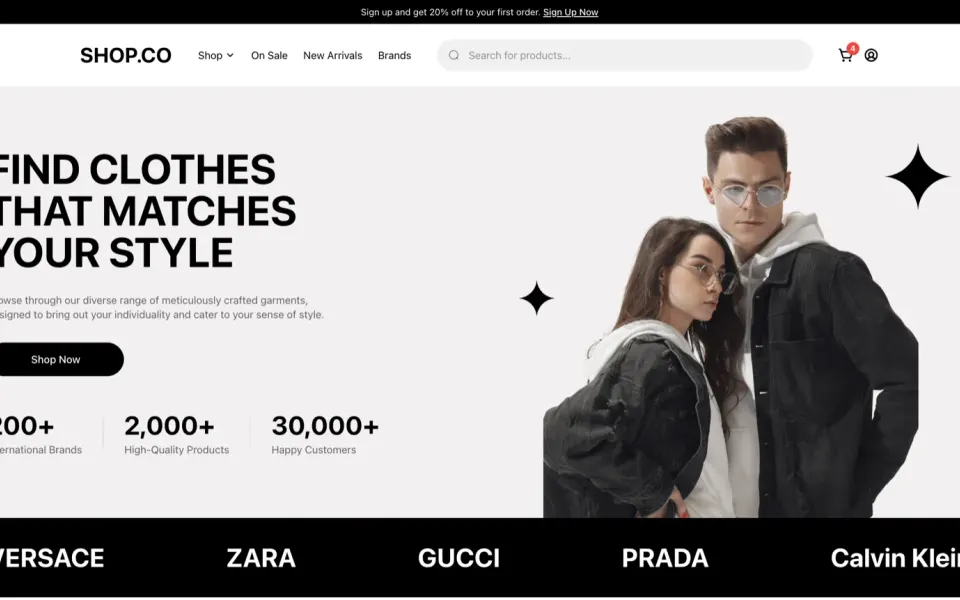 Sign up and get 20% off to your first order. Sign Up Now
SHOP.CO
Shop
On Sale
New Arrivals
Brands
Search for products...
4
FIND CLOTHES
THAT MATCHES
YOUR STYLE
owse through our diverse range of meticulously crafted garments,
signed to bring out your individuality and cater to your sense of style.
Shop Now
200+
ernational Brands
2,000+
High-Quality Products
30,000+
Happy Customers
VERSACE
ZARA
GUCCI
PRADA
Calvin Klein